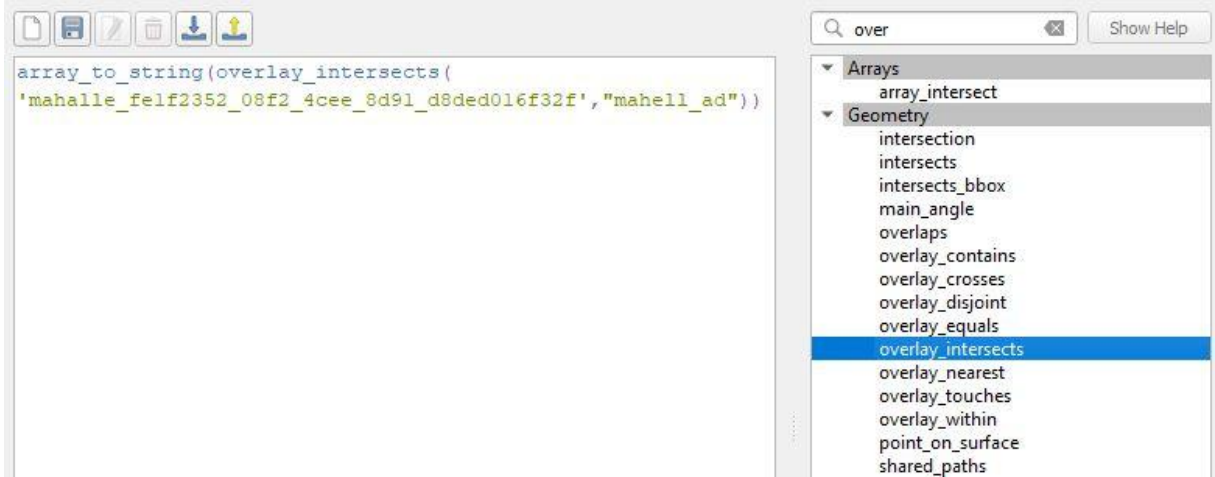 over
Show Help
array_to_string(overlay_intersects(
'mahalle_fe1f2352_08f2_4cee_8d91_d8ded016f32f',"mahell_ad"))
Arrays
array_intersect
Geometry
intersection
intersects
intersects_bbox
main_angle
overlaps
overlay_contains
overlay_crosses
overlay_disjoint
overlay_equals
overlay_intersects
overlay_nearest
overlay_touches
overlay_within
point_on_surface
shared_paths